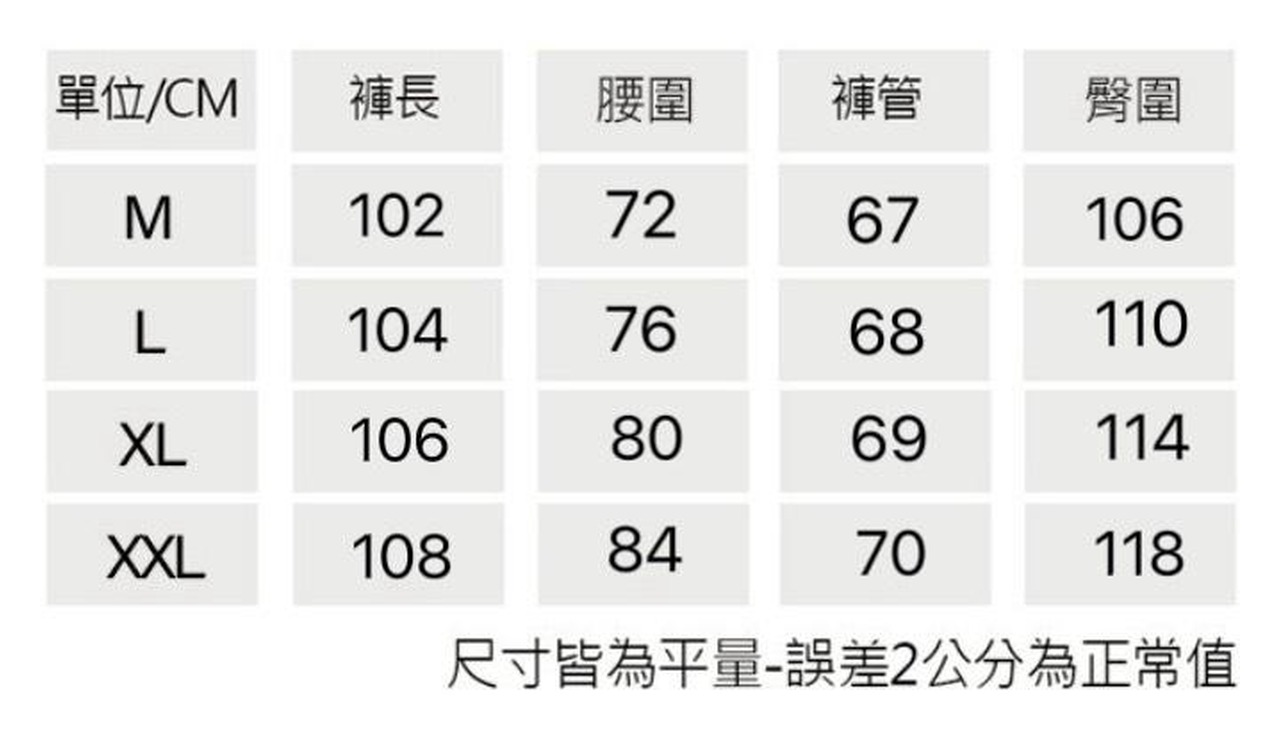 單位/CM 褲長 腰圍 褲管 臀圍
M 102 72 67 106
L 104 76 68 110
XL 106 80 69 114
XXL 108 84 70 118
尺寸皆為平量-誤差2公分為正常值